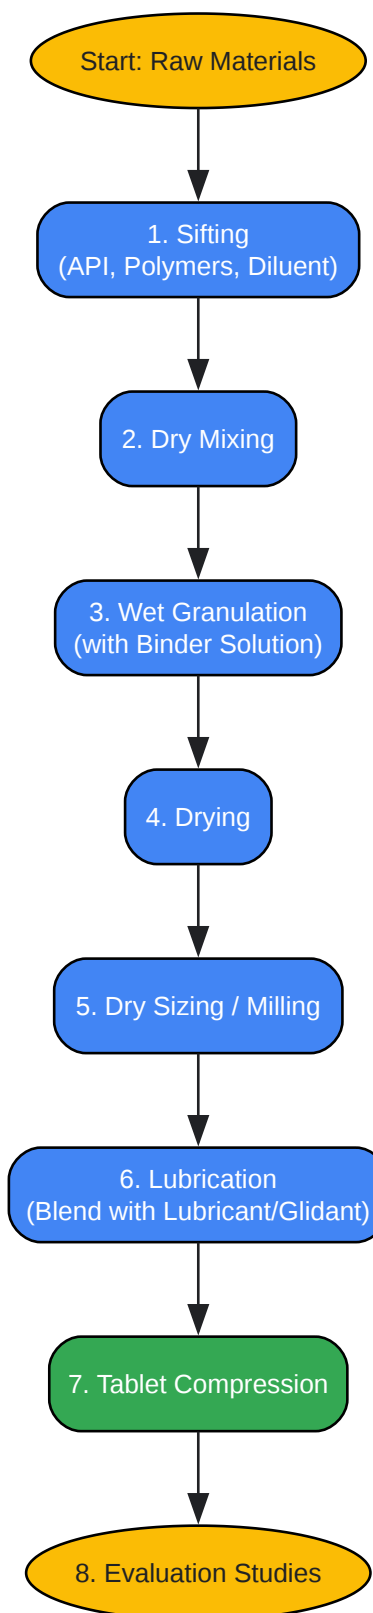 Start: Raw Materials
1. Sifting
(API, Polymers, Diluent)
2. Dry Mixing
3. Wet Granulation
(with Binder Solution)
4. Drying
5. Dry Sizing / Milling
6. Lubrication
(Blend with Lubricant/Glidant)
7. Tablet Compression
8. Evaluation Studies